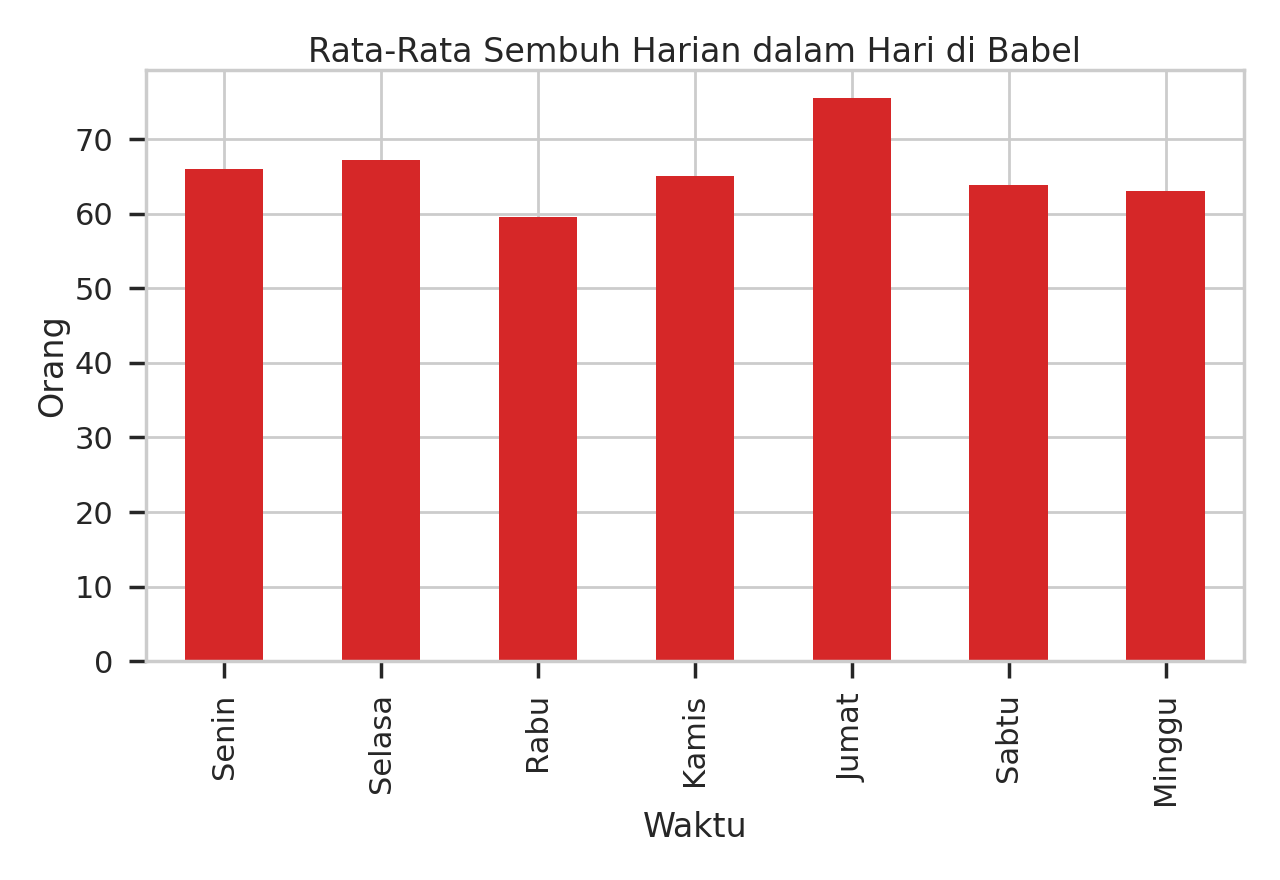 Rata-Rata Sembuh Harian dalam Hari di Babel
70
60
50
40
30
20
10
0
Orang
Senin
Selasa
Rabu
Kamis
Jumat
Sabtu
Minggu
Waktu